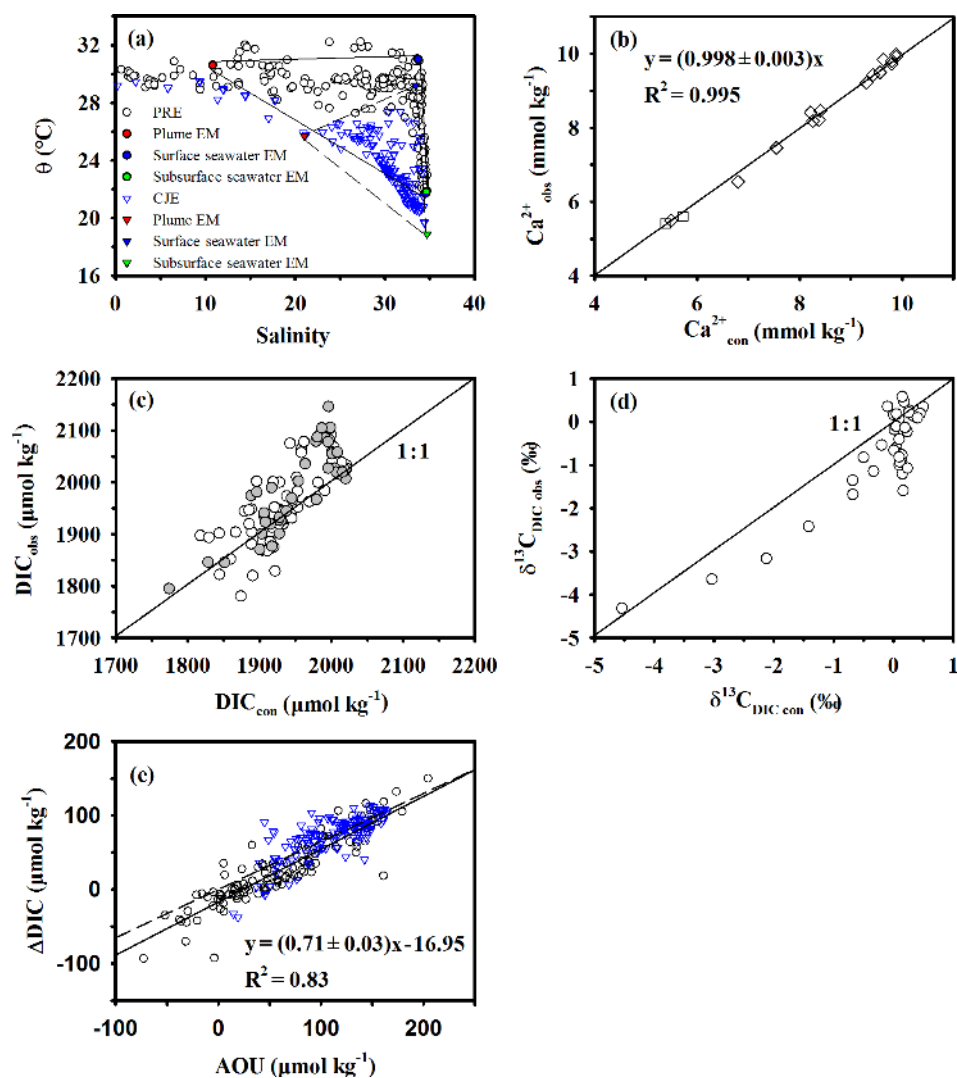 (a)
θ (°C)
32
28
24
20
16
PRE
Plume EM
Surface seawater EM
Subsurface seawater EM
CJE
Plume EM
Surface seawater EM
Subsurface seawater EM
0 10 20 30 40
Salinity
(b)
y = (0.998 ± 0.003)x
R² = 0.995
Ca²⁺obs (mmol kg⁻¹)
10
8
6
4
4 6 8 10
Ca²⁺con (mmol kg⁻¹)
(c)
1:1
DICobs (µmol kg⁻¹)
2200
2100
2000
1900
1800
1700
1700 1800 1900 2000 2100 2200
DICcon (µmol kg⁻¹)
(d)
1:1
δ¹³CDIC obs (‰)
1
0
-1
-2
-3
-4
-5
-5 -4 -3 -2 -1 0 1
δ¹³CDIC con (‰)
(e)
ΔDIC (µmol kg⁻¹)
200
100
0
-100
y = (0.71 ± 0.03)x-16.95
R² = 0.83
-100 0 100 200
AOU (µmol kg⁻¹)